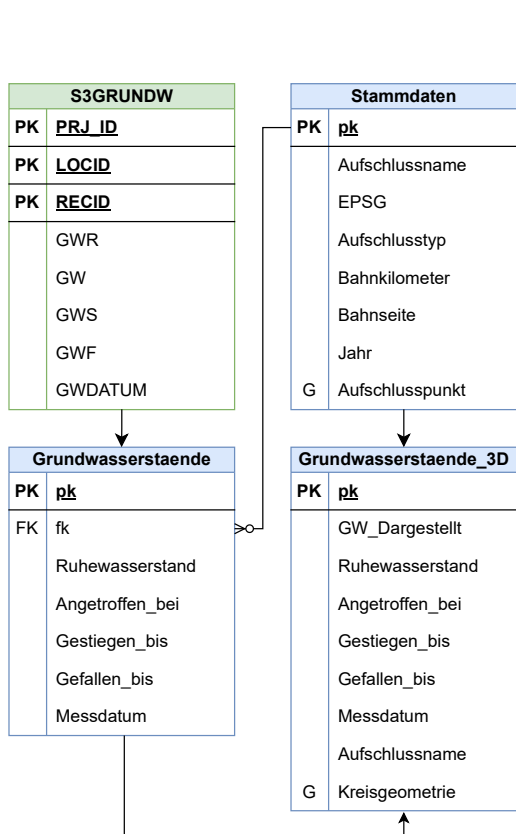 S3GRUNDW
PK PRJ_ID
PK LOCID
PK RECID
GWR
GW
GWS
GWF
GWDATUM
Stammdaten
PK pk
Aufschlussname
EPSG
Aufschlusstyp
Bahnkilometer
Bahnseite
Jahr
G Aufschlusspunkt
Grundwasserstaende
PK pk
FK fk
Ruhewasserstand
Angetroffen_bei
Gestiegen_bis
Gefallen_bis
Messdatum
Grundwasserstaende_3D
PK pk
GW_Dargestellt
Ruhewasserstand
Angetroffen_bei
Gestiegen_bis
Gefallen_bis
Messdatum
Aufschlussname
G Kreisgeometrie